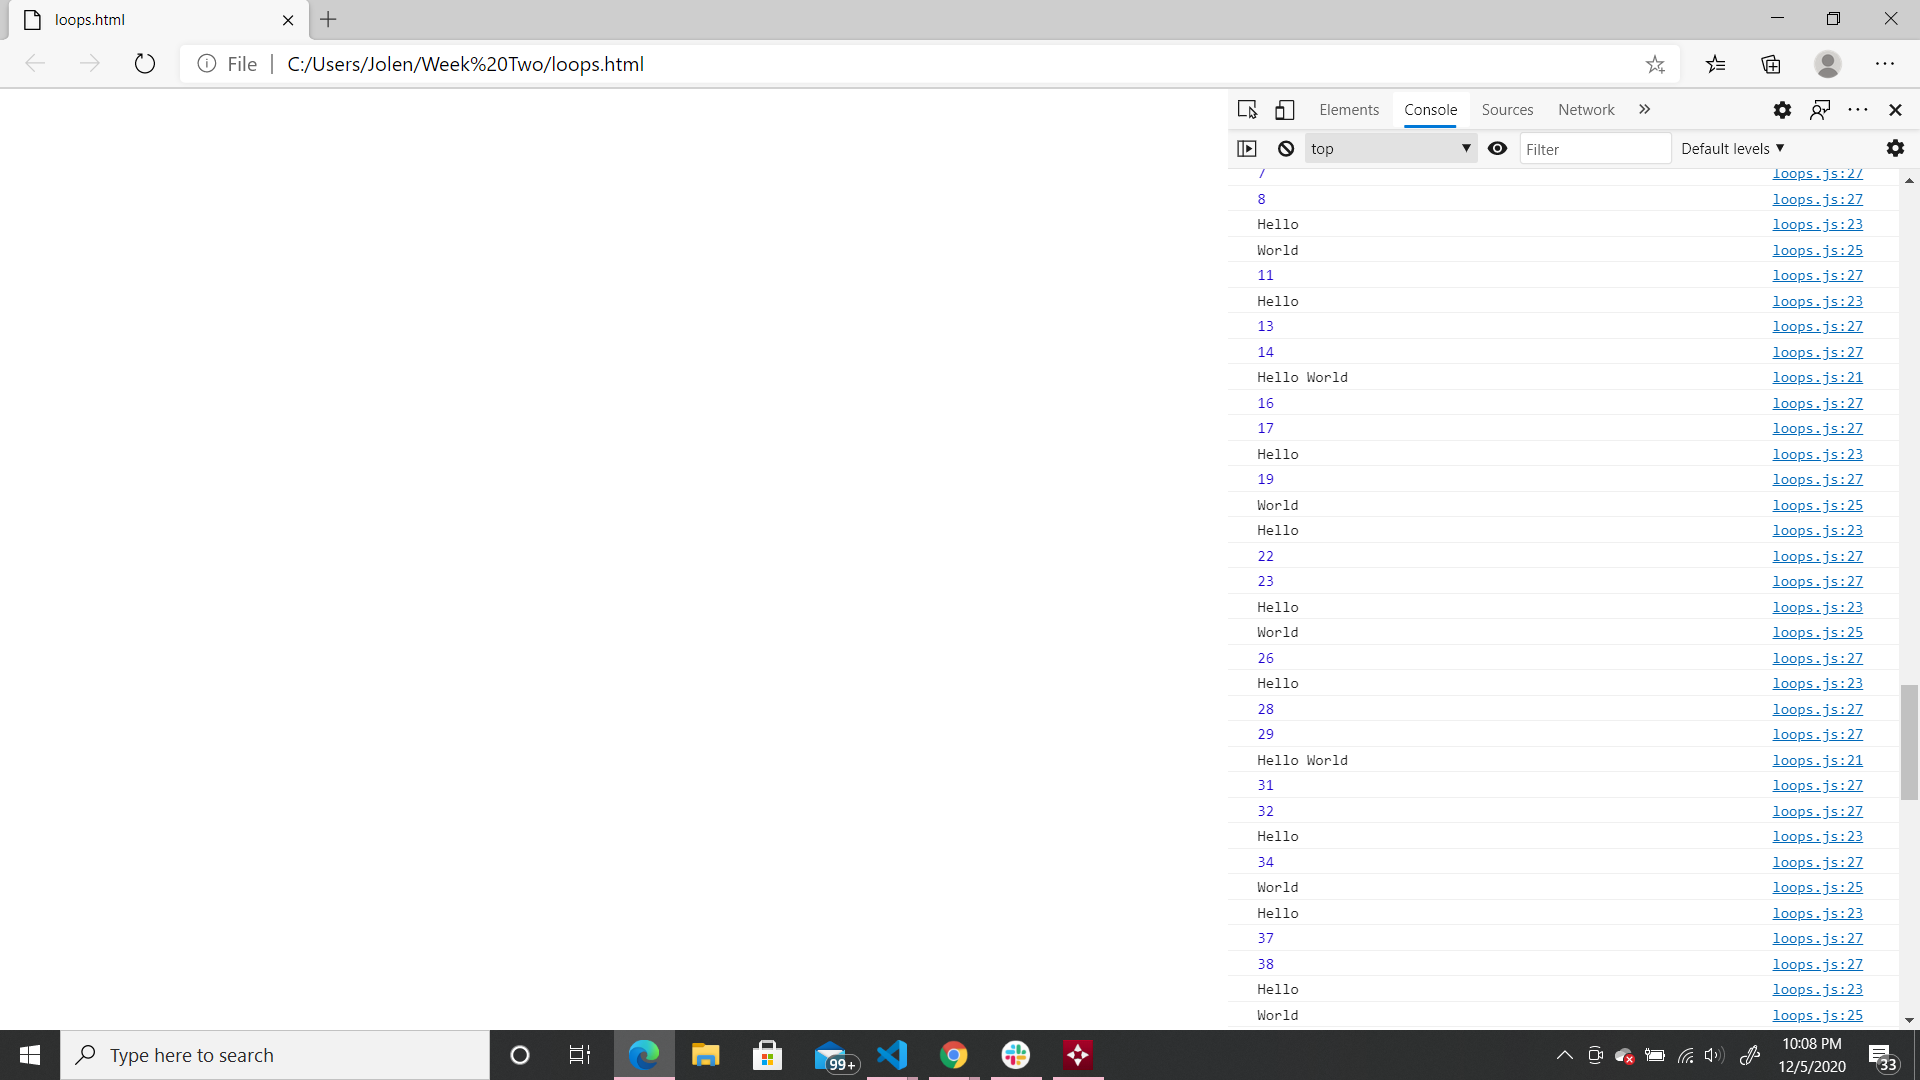 loops.html
File | C:/Users/Jolen/Week%20Two/loops.html
Elements Console Sources Network
top Filter Default levels
7 loops.js:27
8 loops.js:27
Hello loops.js:23
World loops.js:25
11 loops.js:27
Hello loops.js:23
13 loops.js:27
14 loops.js:27
Hello World loops.js:21
16 loops.js:27
17 loops.js:27
Hello loops.js:23
19 loops.js:27
World loops.js:25
Hello loops.js:23
22 loops.js:27
23 loops.js:27
Hello loops.js:23
World loops.js:25
26 loops.js:27
Hello loops.js:23
28 loops.js:27
29 loops.js:27
Hello World loops.js:21
31 loops.js:27
32 loops.js:27
Hello loops.js:23
34 loops.js:27
World loops.js:25
Hello loops.js:23
37 loops.js:27
38 loops.js:27
Hello loops.js:23
World loops.js:25
Type here to search 99+ 10:08 PM 33
12/5/2020